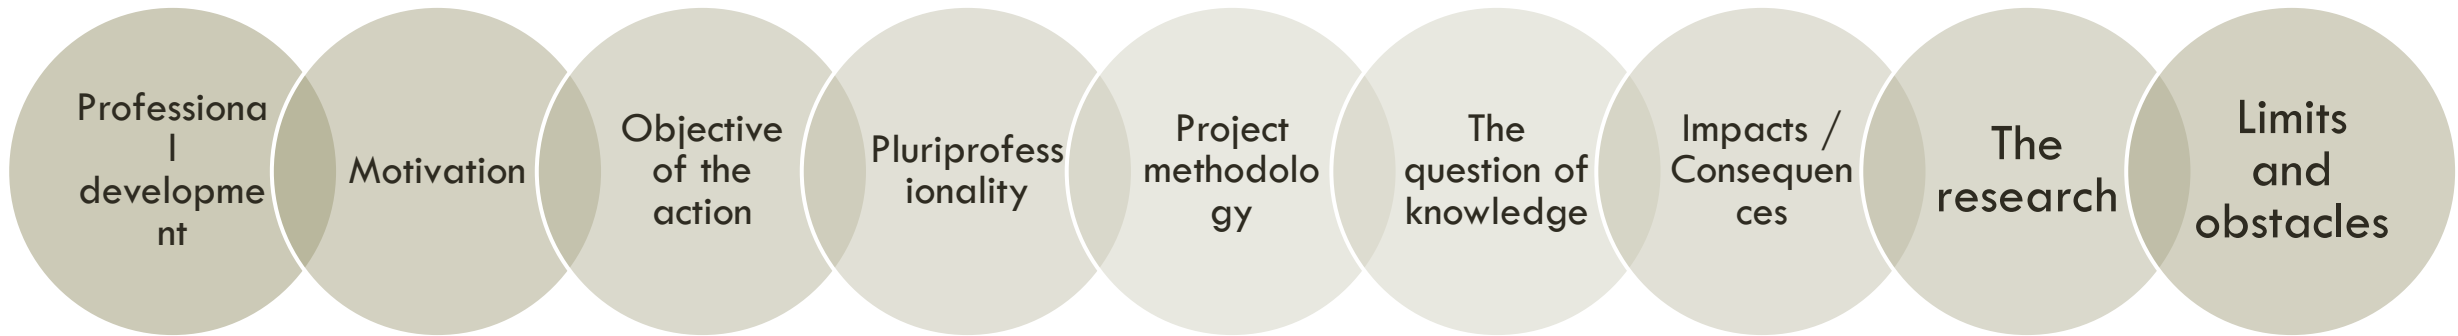 Professiona
l
developme
nt
Motivation
Objective
of the
action
Pluriprofess
ionality
Project
methodolo
gy
The
question of
knowledge
Impacts /
Consequen
ces
The
research
Limits
and
obstacles